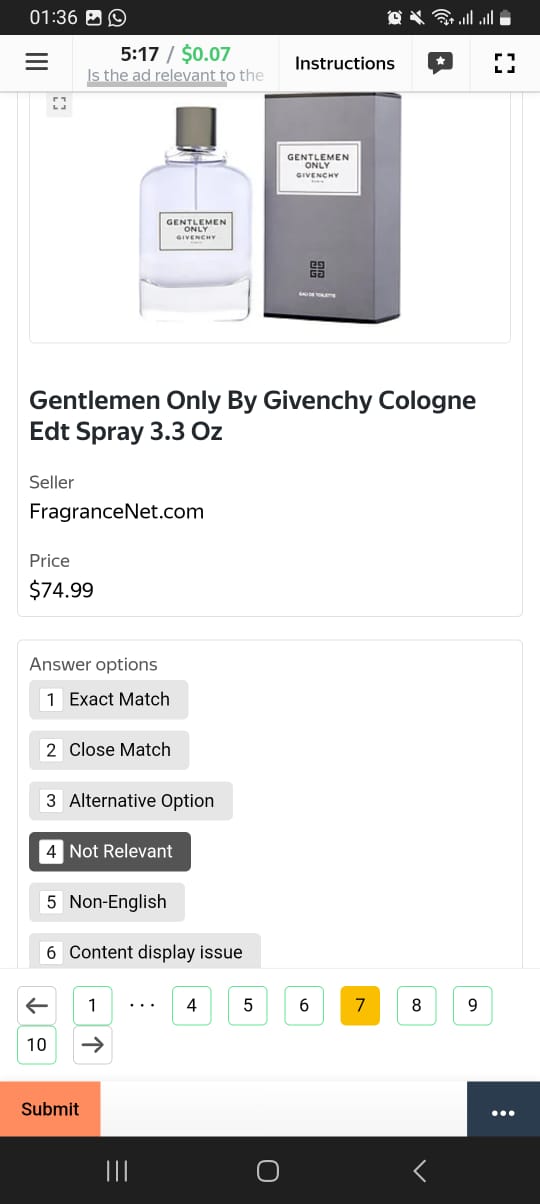 01:36
5:17 / $0.07
Is the ad relevant to the
Instructions
GENTLEMEN
ONLY
GIVENCHY
PARIS
GENTLEMEN
ONLY
GIVENCHY
EAU DE TOILETTE
Gentlemen Only By Givenchy Cologne
Edt Spray 3.3 Oz
Seller
FragranceNet.com
Price
$74.99
Answer options
1 Exact Match
2 Close Match
3 Alternative Option
4 Not Relevant
5 Non-English
6 Content display issue
1 ... 4 5 6 7 8 9
10
Submit